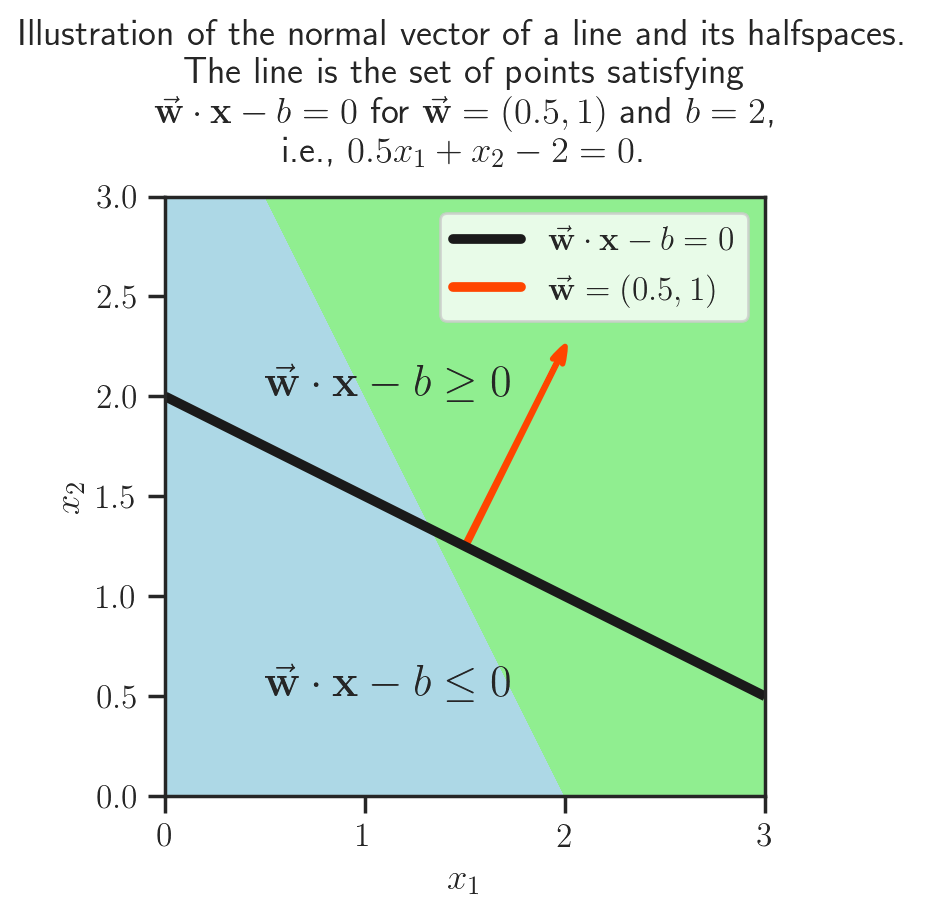 Illustration of the normal vector of a line and its halfspaces.
The line is the set of points satisfying
$\vec{\mathbf{w}} \cdot \mathbf{x} - b = 0$ for $\vec{\mathbf{w}} = (0.5, 1)$ and $b = 2$,
i.e., $0.5x_1 + x_2 - 2 = 0$.
3.0
$\vec{\mathbf{w}} \cdot \mathbf{x} - b = 0$
$\vec{\mathbf{w}} = (0.5, 1)$
2.5
$\vec{\mathbf{w}} \cdot \mathbf{x} - b \geq 0$
2.0
$x_2$
1.5
1.0
$\vec{\mathbf{w}} \cdot \mathbf{x} - b \leq 0$
0.5
0.0
0 1 2 3
$x_1$